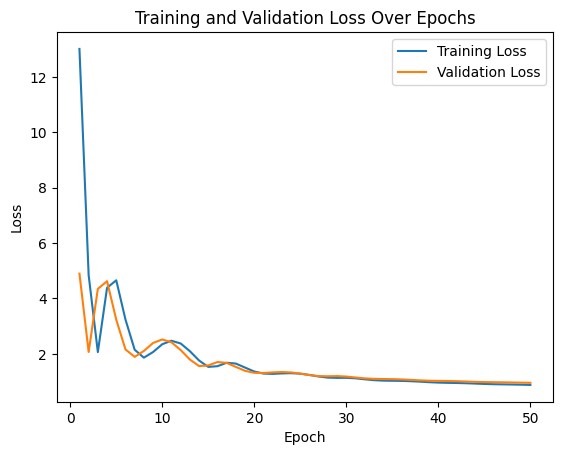 Training and Validation Loss Over Epochs
Training Loss
Validation Loss
12
10
8
6
4
2
Loss
0
10
20
30
40
50
Epoch